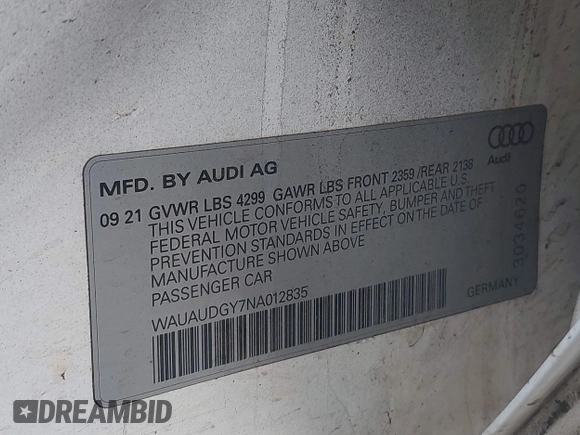 MFD. BY AUDI AG
Audi
09 21 GVWR LBS 4299 GAWR LBS FRONT 2359/REAR 2138
THIS VEHICLE CONFORMS TO ALL APPLICABLE U.S.
FEDERAL MOTOR VEHICLE SAFETY, BUMPER AND THEFT
PREVENTION STANDARDS IN EFFECT ON THE DATE OF
MANUFACTURE SHOWN ABOVE
PASSENGER CAR
WAUAUDGY7NA012835
GERMANY
3034620
DREAMBID